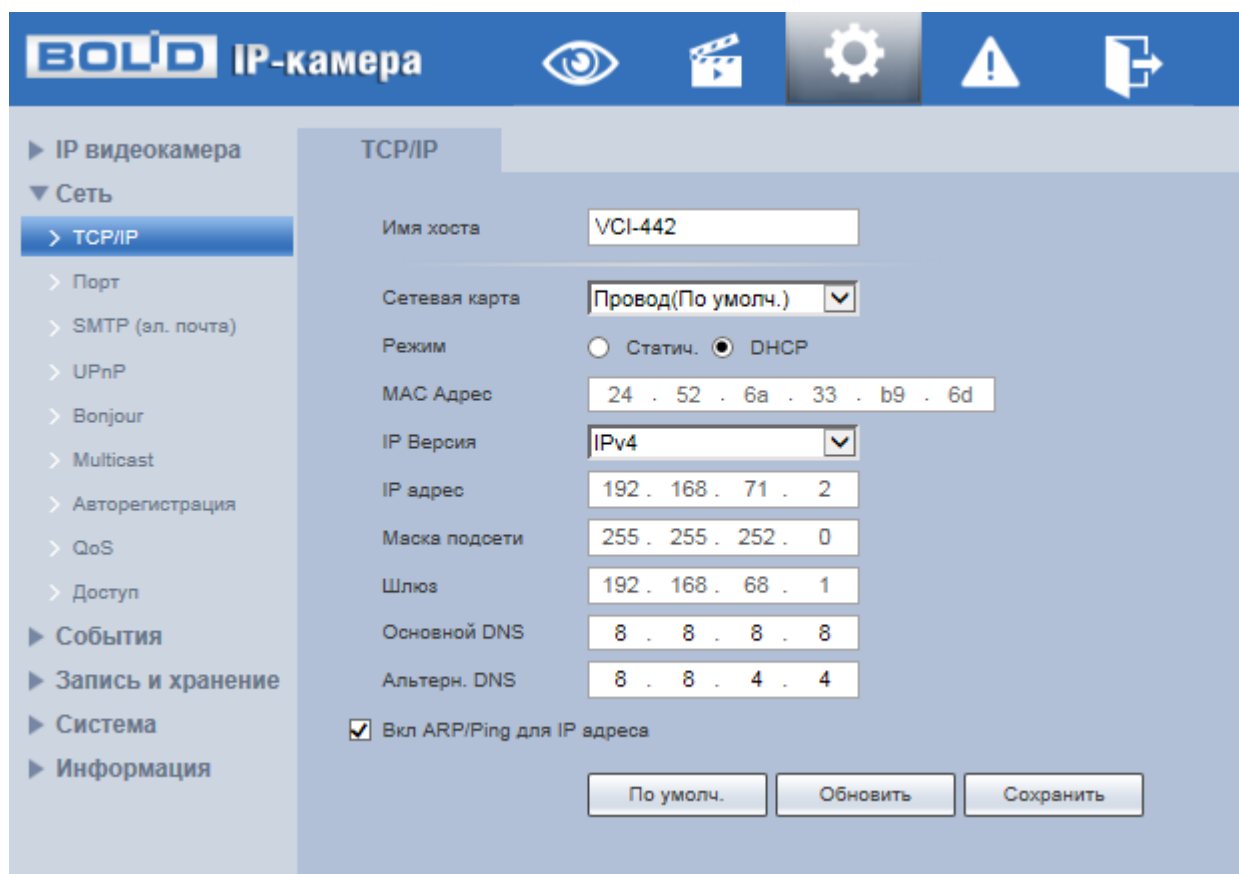 BOLID IP-камера
IP видеокамера
Сеть
TCP/IP
Порт
SMTP (эл. почта)
UPnP
Bonjour
Multicast
Авторегистрация
QoS
Доступ
События
Запись и хранение
Система
Информация
TCP/IP
Имя хоста VCI-442
Сетевая карта Провод(По умолч.)
Режим Статич. DHCP
MAC Адрес 24 . 52 . 6a . 33 . b9 . 6d
IP Версия IPv4
IP адрес 192 . 168 . 71 . 2
Маска подсети 255 . 255 . 252 . 0
Шлюз 192 . 168 . 68 . 1
Основной DNS 8 . 8 . 8 . 8
Альтерн. DNS 8 . 8 . 4 . 4
Вкл ARP/Ping для IP адреса
По умолч. Обновить Сохранить